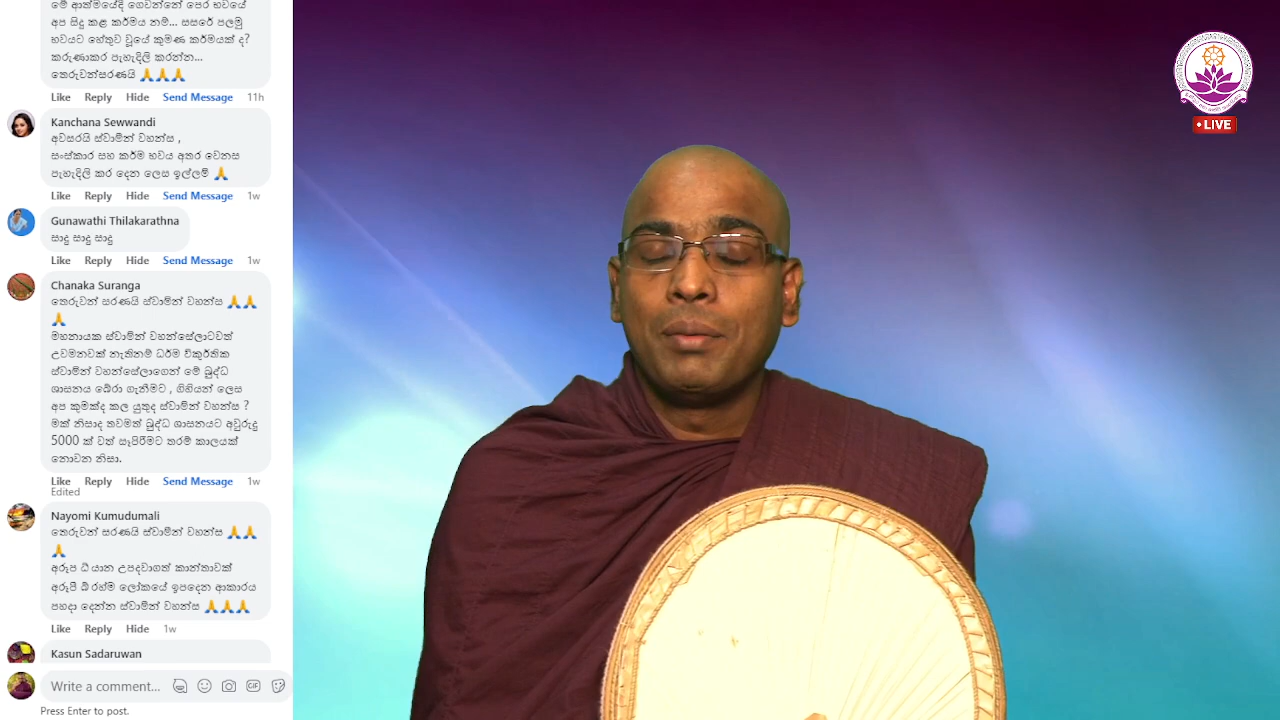 මේ ආත්මයේදි ගෙවන්නේ පෙර භවයේ
අප සිදු කළ කර්මය නම්... සසරේ පලමු
භවයට හේතුව වූයේ කුමණ කර්මයක් ද?
කරුණාකර පැහැදිලි කරන්න...
තෙරුවන්සරණයි 🙏🙏🙏
Like Reply Hide Send Message 11h
Kanchana Sewwandi
අවසරයි ස්වාමින් වහන්ස ,
සංස්කාර සහ කර්ම භවය අතර වෙනස
පැහැදිලි කර දෙන ලෙස ඉල්ලමි 🙏
Like Reply Hide Send Message 1w
Gunawathi Thilakarathna
සාදු සාදු සාදු
Like Reply Hide Send Message 1w
Chanaka Suranga
තෙරුවන් සරණයි ස්වාමින් වහන්ස 🙏🙏
🙏
මහනායක ස්වාමින් වහන්සේලාටවත්
උවමනවක් නැතිනම් ධර්ම විකුර්තික
ස්වාමින් වහන්සේලාගෙන් මේ බුද්ධ
ශාසනය බේරා ගැනීමට , ගිහියන් ලෙස
අප කුමක්ද කල යුතුද ස්වාමින් වහන්ස ?
මක් නිසාද තවමත් බුද්ධ ශාසනයට අවුරුදු
5000 ක් වත් සැපිරීමට තරම් කාලයක්
නොවන නිසා.
Like Reply Hide Send Message 1w
Edited
Nayomi Kumudumali
තෙරුවන් සරණයි ස්වාමින් වහන්ස 🙏🙏
🙏
අරූප ධ්‍යාන උපදවාගත් කාන්තාවක්
අරූපී බ්‍රහ්ම ලෝකයේ ඉපදෙන ආකාරය
පහදා දෙන්න ස්වාමින් වහන්ස 🙏🙏🙏
Like Reply Hide 1w
Kasun Sadaruwan
Write a comment...
GIF
Press Enter to post.
• LIVE